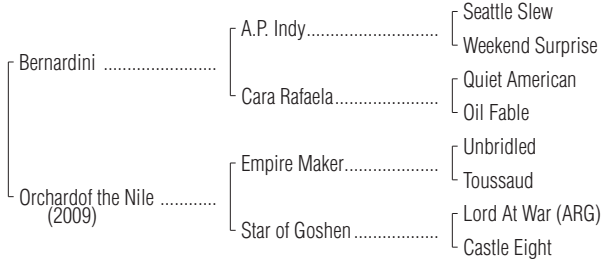 Seattle Slew
A.P. Indy
Weekend Surprise
Bernardini
Quiet American
Cara Rafaela
Oil Fable
Unbridled
Empire Maker
Toussaud
Orchardof the Nile
(2009)
Lord At War (ARG)
Star of Goshen
Castle Eight